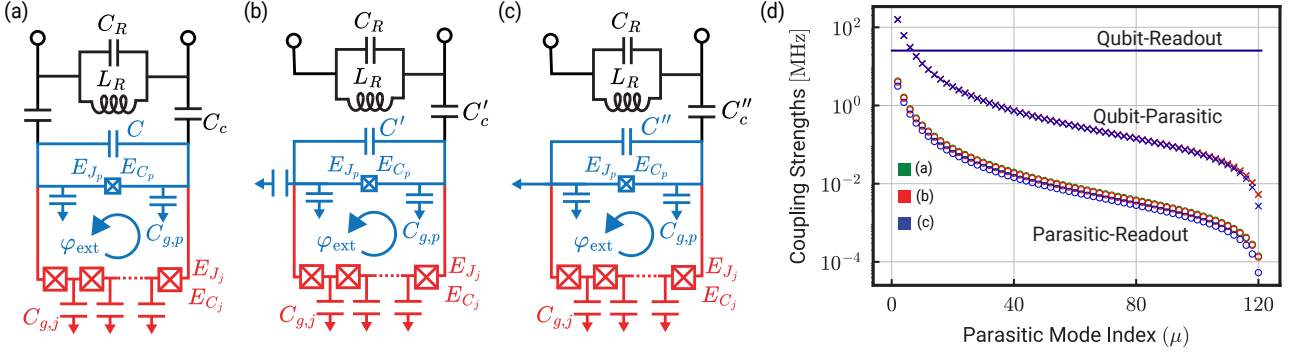 (a)
C_R
L_R
C_c
C
E_{J_p} E_{C_p}
φ_ext
C_{g,p}
E_{J_j}
E_{C_j}
C_{g,j}
(b)
C_R
L_R
C'_c
C'
E_{J_p} E_{C_p}
φ_ext
C_{g,p}
E_{J_j}
E_{C_j}
C_{g,j}
(c)
C_R
L_R
C''_c
C''
E_{J_p} E_{C_p}
φ_ext
C_{g,p}
E_{J_j}
E_{C_j}
C_{g,j}
(d)
Coupling Strengths [MHz]
10^2
10^0
10^{−2}
10^{−4}
Qubit-Readout
Qubit-Parasitic
Parasitic-Readout
(a)
(b)
(c)
0 40 80 120
Parasitic Mode Index (μ)